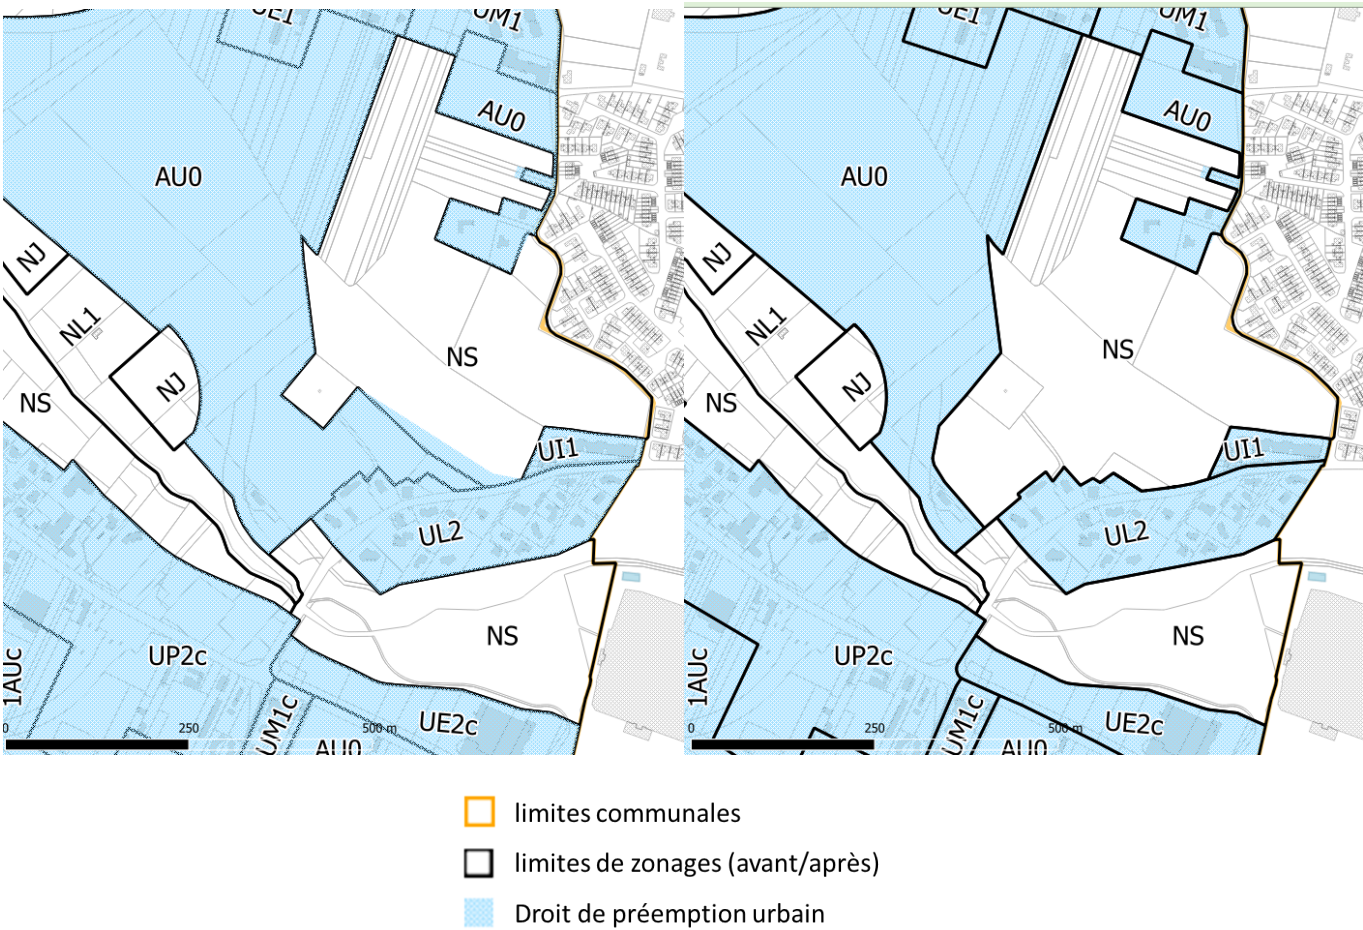 UE1
UM1
AU0
AU0
NJ
NL1
NJ
NS
NS
UI1
UL2
NS
UP2c
1AUc
UM1c
UE2c
AU0
0
250
500 m
UE1
UM1
AU0
AU0
NJ
NL1
NJ
NS
NS
UI1
UL2
NS
UP2c
1AUc
UM1c
UE2c
AU0
0
250
500 m
limites communales
limites de zonages (avant/après)
Droit de préemption urbain